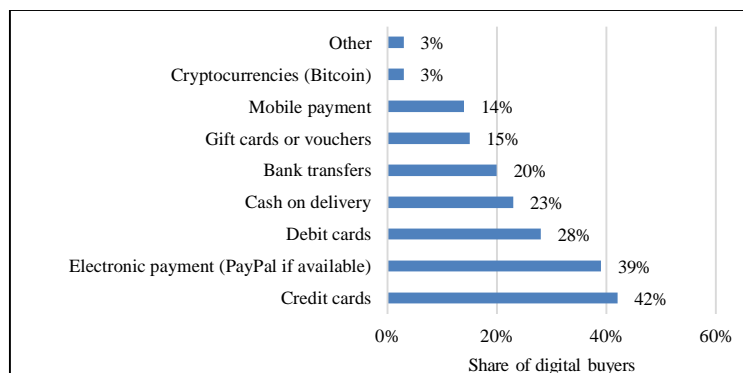 Other 3%
Cryptocurrencies (Bitcoin) 3%
Mobile payment 14%
Gift cards or vouchers 15%
Bank transfers 20%
Cash on delivery 23%
Debit cards 28%
Electronic payment (PayPal if available) 39%
Credit cards 42%
0% 20% 40% 60%
Share of digital buyers